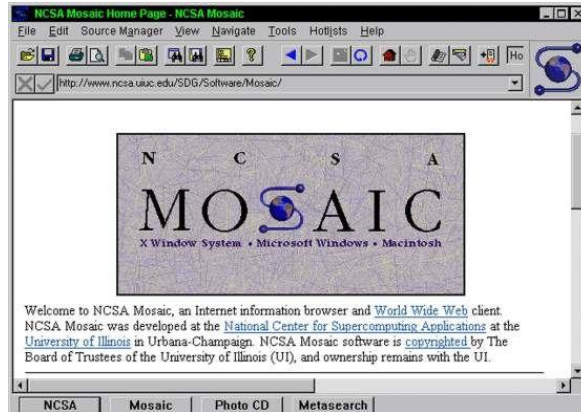 NCSA Mosaic Home Page - NCSA Mosaic
File Edit Source Manager View Navigate Tools Hotlists Help
Ho
http://www.ncsa.uiuc.edu/SDG/Software/Mosaic/
N C S A
MOSAIC
X Window System • Microsoft Windows • Macintosh
Welcome to NCSA Mosaic, an Internet information browser and World Wide Web client.
NCSA Mosaic was developed at the National Center for Supercomputing Applications at the
University of Illinois in Urbana-Champaign. NCSA Mosaic software is copyrighted by The
Board of Trustees of the University of Illinois (UI), and ownership remains with the UI.
NCSA Mosaic Photo CD Metasearch